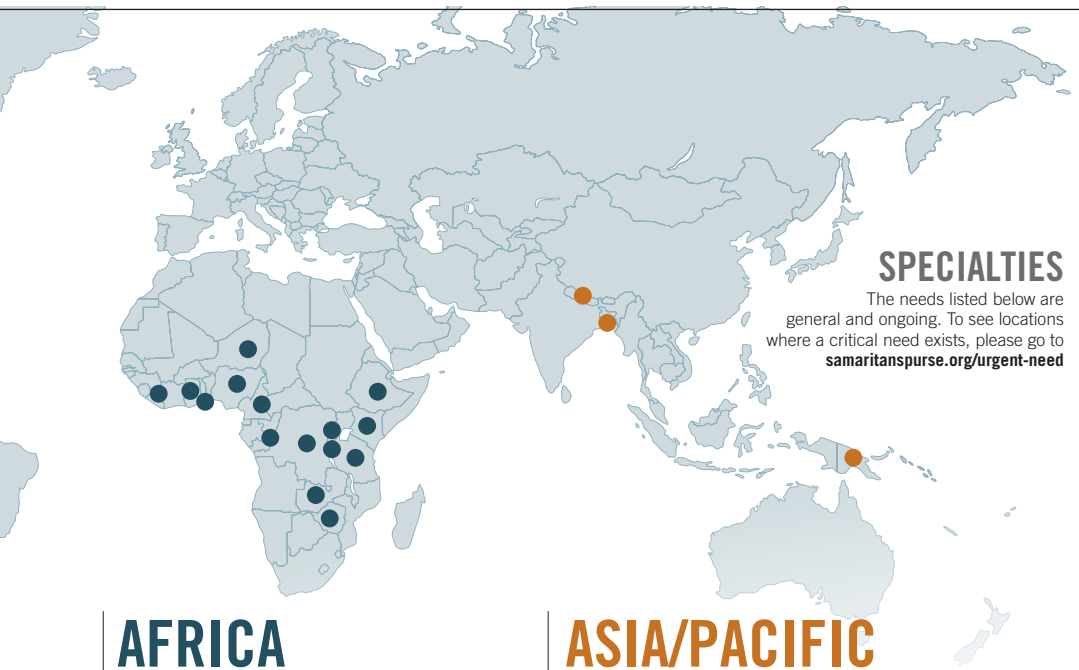 SPECIALTIES
The needs listed below are
general and ongoing. To see locations
where a critical need exists, please go to
samaritanspurse.org/urgent-need
AFRICA
ASIA/PACIFIC